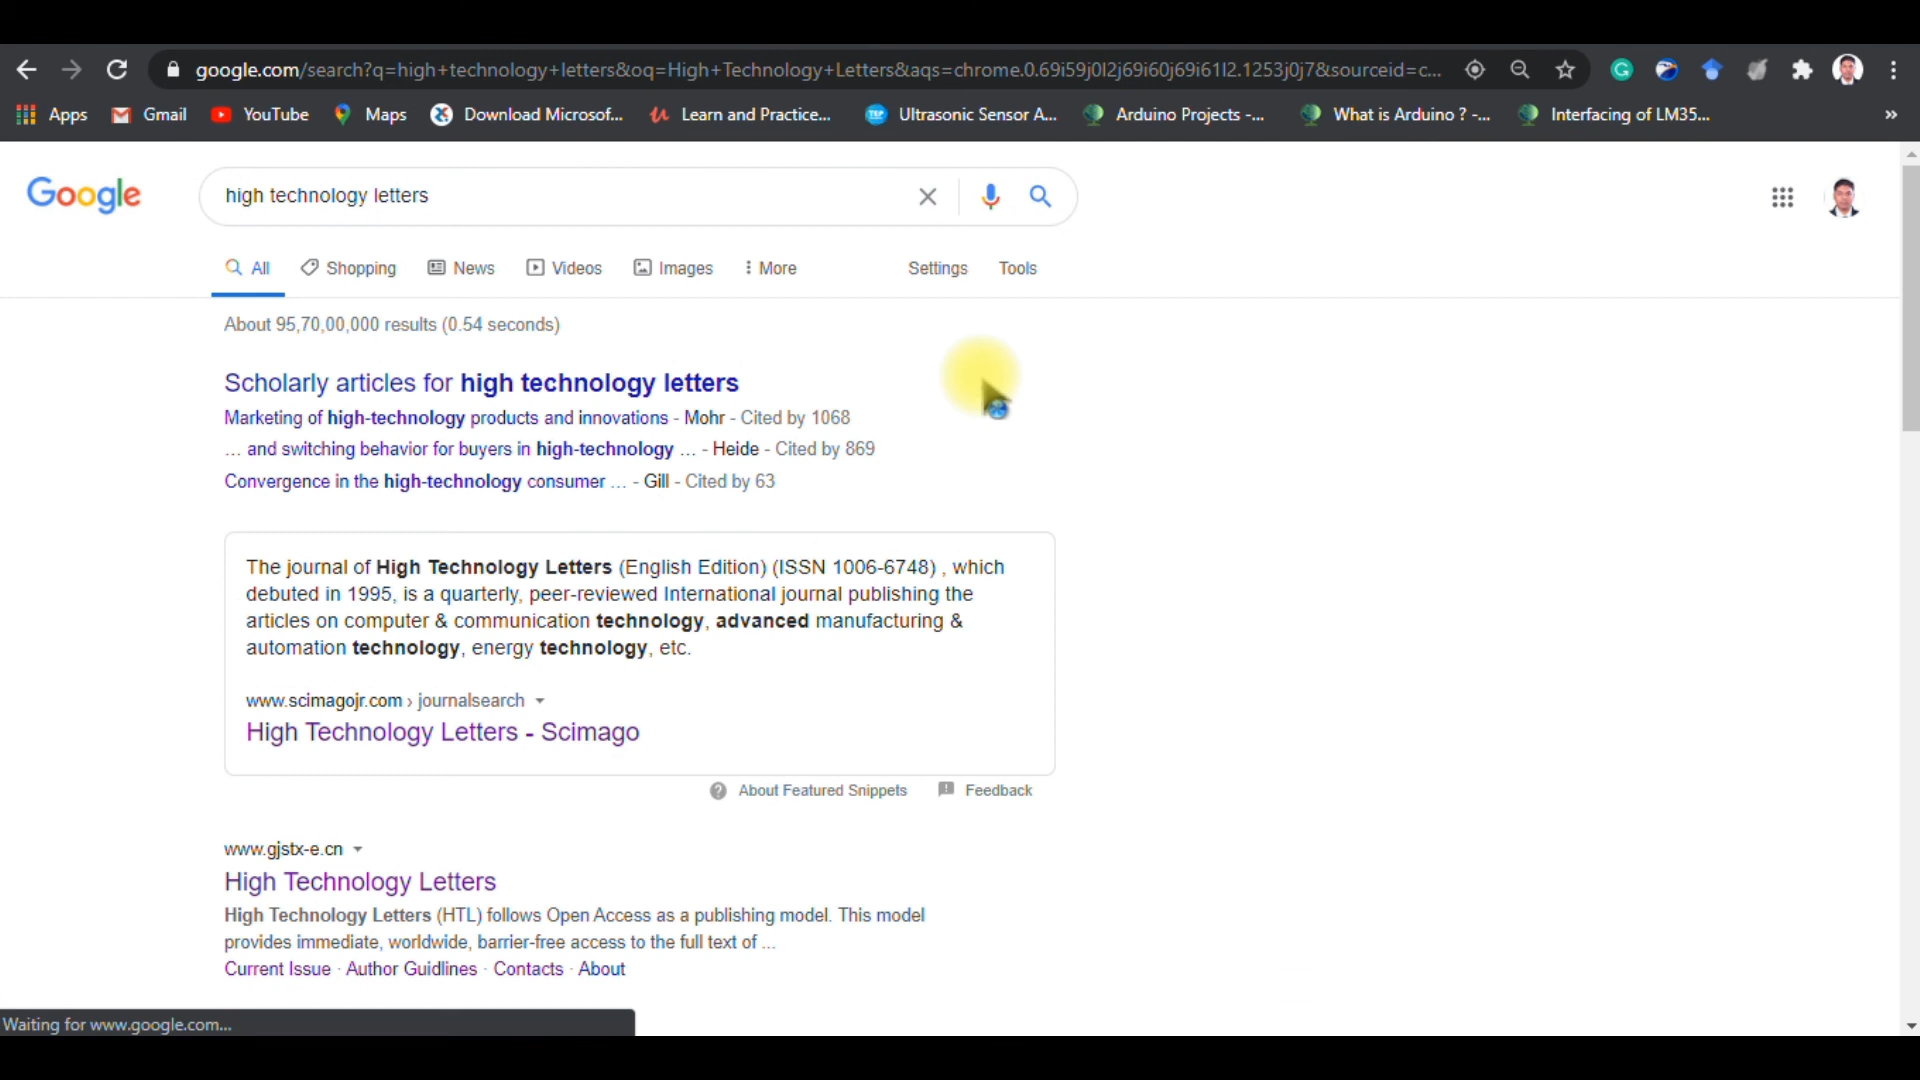 google.com/search?q=high+technology+letters&oq=High+Technology+Letters&aqs=chrome.0.69i59j0l2j69i60j69i61l2.1253j0j7&sourceid=c...
Apps Gmail YouTube Maps Download Microsof... Learn and Practice... Ultrasonic Sensor A... Arduino Projects -... What is Arduino ? -... Interfacing of LM35... »
Google high technology letters
All Shopping News Videos Images More Settings Tools
About 95,70,00,000 results (0.54 seconds)
Scholarly articles for high technology letters
Marketing of high-technology products and innovations - Mohr - Cited by 1068
... and switching behavior for buyers in high-technology ... - Heide - Cited by 869
Convergence in the high-technology consumer ... - Gill - Cited by 63
The journal of High Technology Letters (English Edition) (ISSN 1006-6748) , which
debuted in 1995, is a quarterly, peer-reviewed International journal publishing the
articles on computer & communication technology, advanced manufacturing &
automation technology, energy technology, etc.
www.scimagojr.com › journalsearch
High Technology Letters - Scimago
About Featured Snippets Feedback
www.gjstx-e.cn
High Technology Letters
High Technology Letters (HTL) follows Open Access as a publishing model. This model
provides immediate, worldwide, barrier-free access to the full text of ...
Current Issue · Author Guidlines · Contacts · About
Waiting for www.google.com...